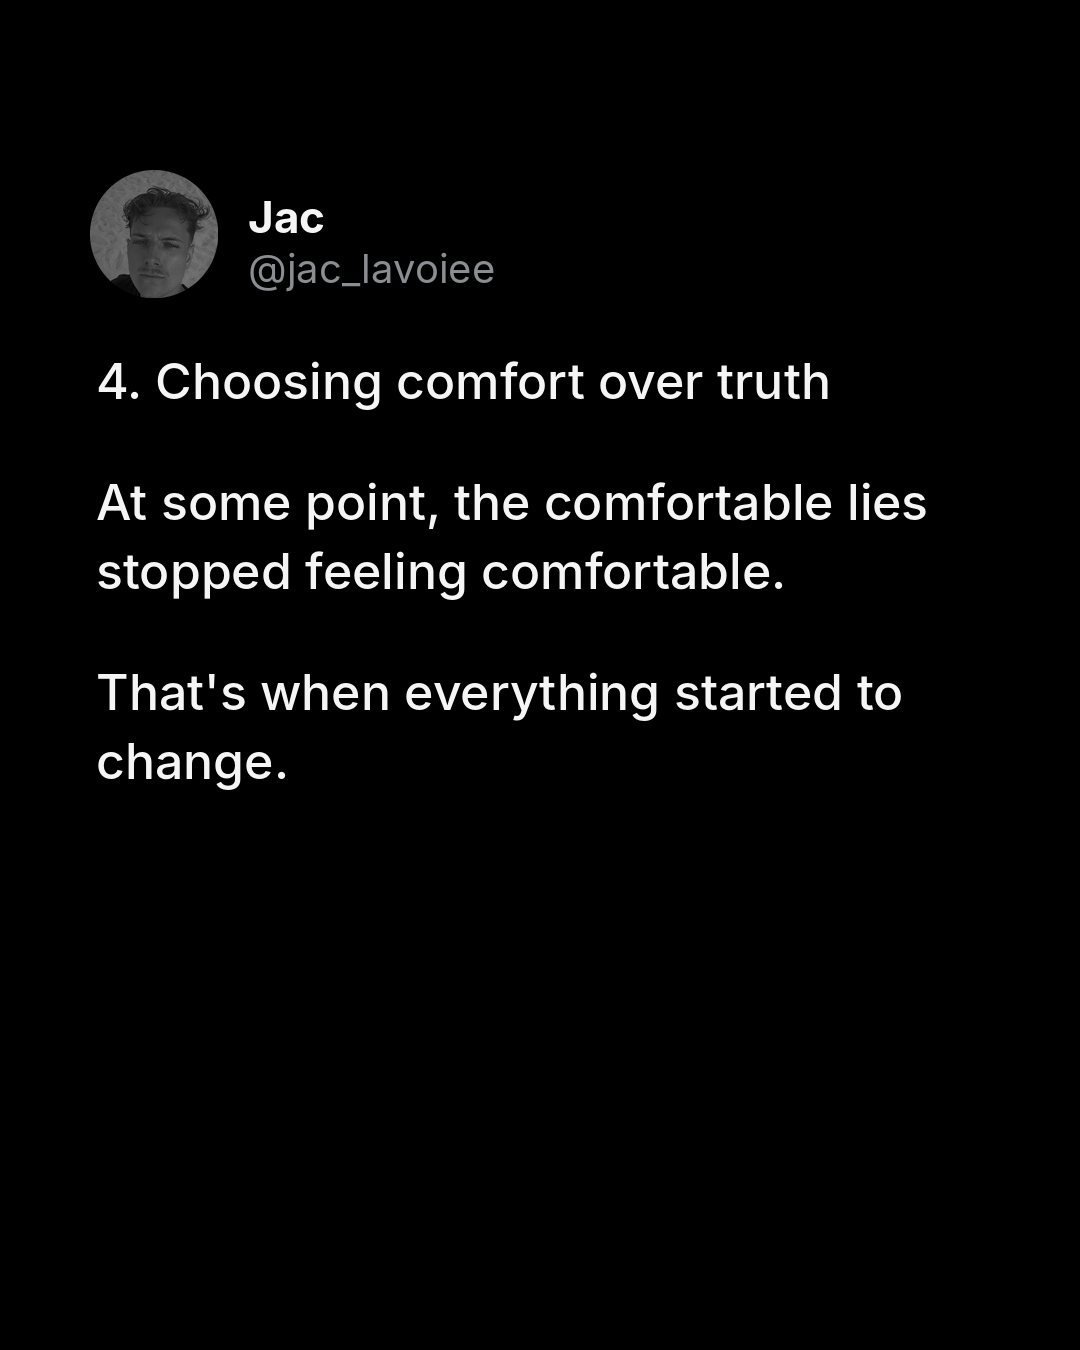 Jac
@jac_lavoiee
4. Choosing comfort over truth
At some point, the comfortable lies
stopped feeling comfortable.
That's when everything started to
change.